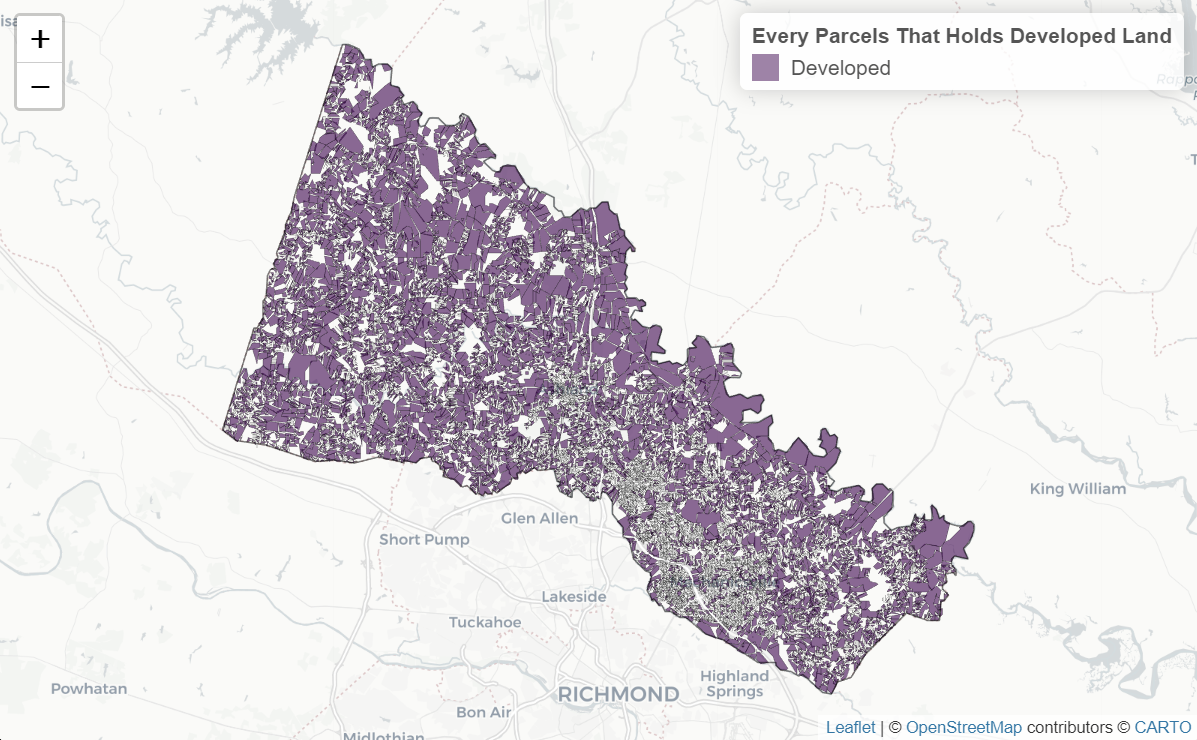 +
−
Every Parcels That Holds Developed Land
Developed
King William
Glen Allen
Short Pump
Lakeside
Tuckahoe
Powhatan
RICHMOND
Highland
Springs
Bon Air
Midlothian
Leaflet | © OpenStreetMap contributors © CARTO